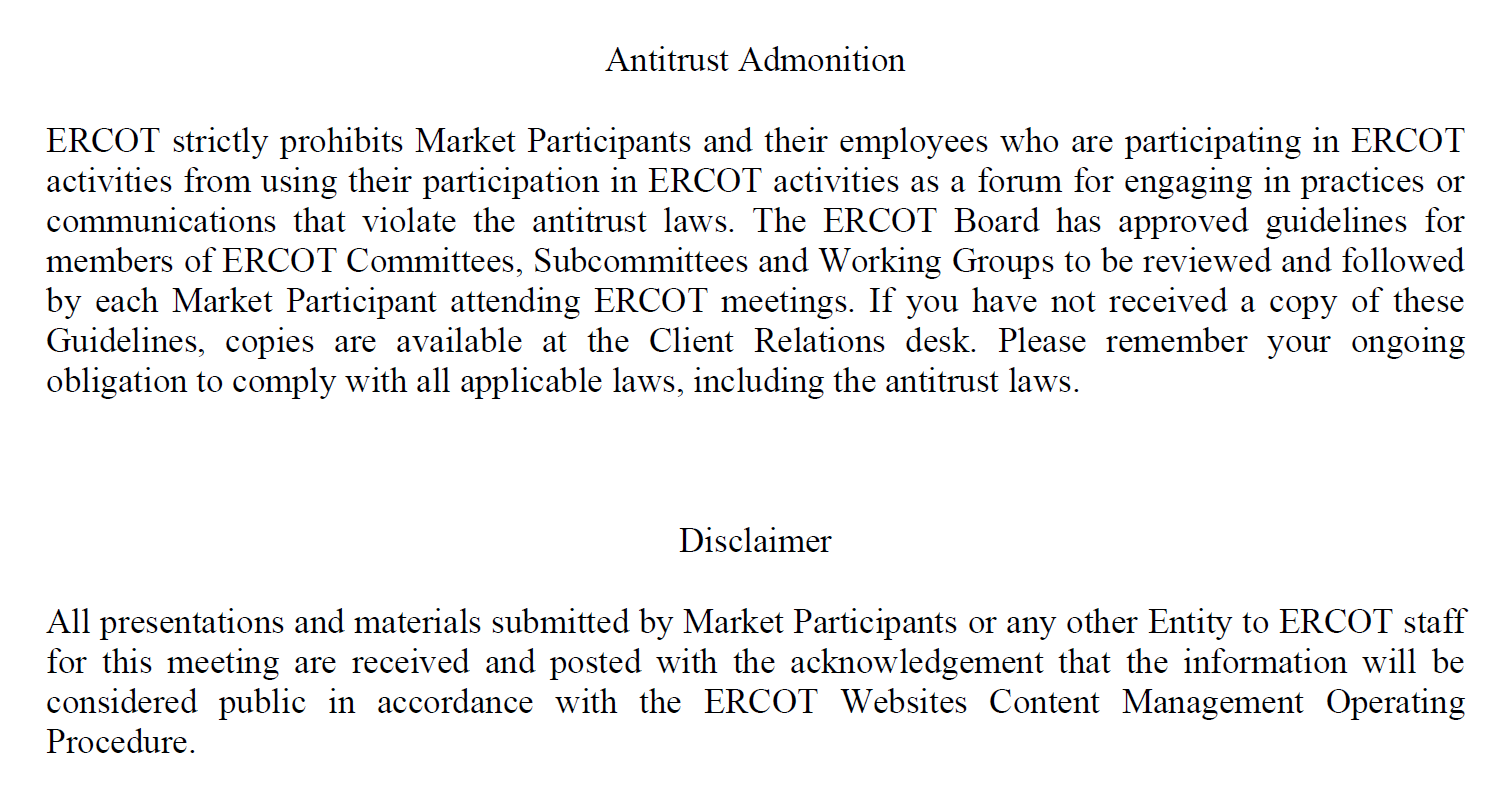 Antitrust Admonition
ERCOT strictly prohibits Market Participants and their employees who are participating in ERCOT
activities from using their participation in ERCOT activities as a forum for engaging in practices or
communications that violate the antitrust laws. The ERCOT Board has approved guidelines for
members of ERCOT Committees, Subcommittees and Working Groups to be reviewed and followed
by each Market Participant attending ERCOT meetings. If you have not received a copy of these
Guidelines, copies are available at the Client Relations desk. Please remember your ongoing
obligation to comply with all applicable laws, including the antitrust laws.
Disclaimer
All presentations and materials submitted by Market Participants or any other Entity to ERCOT staff
for this meeting are received and posted with the acknowledgement that the information will be
considered public in accordance with the ERCOT Websites Content Management Operating
Procedure.